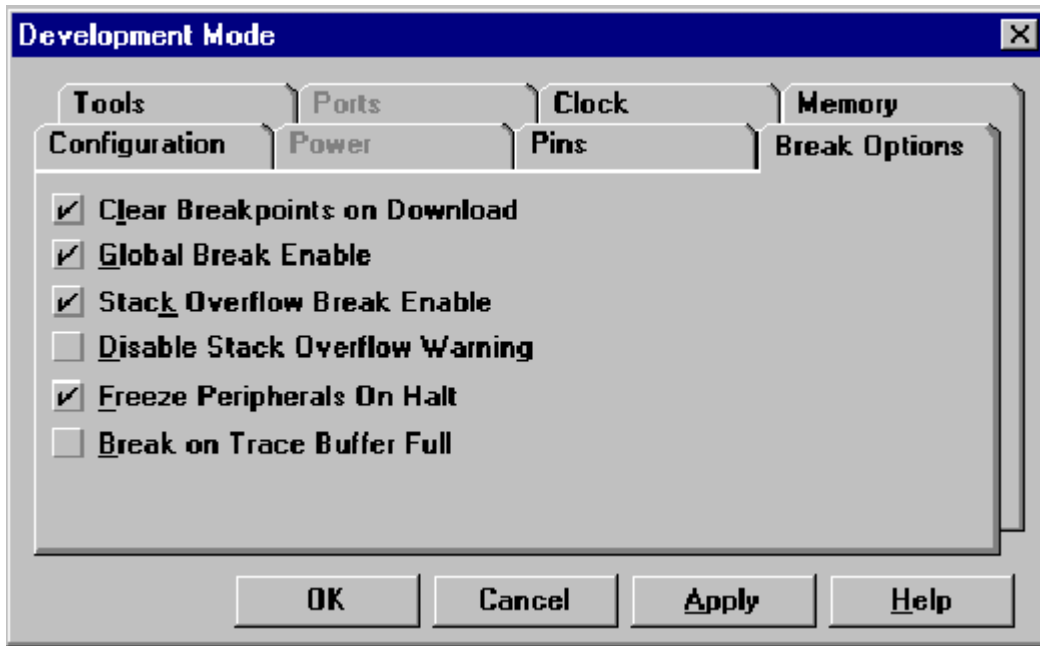 Development Mode
Tools Ports Clock Memory
Configuration Power Pins Break Options
Clear Breakpoints on Download
Global Break Enable
Stack Overflow Break Enable
Disable Stack Overflow Warning
Freeze Peripherals On Halt
Break on Trace Buffer Full
OK Cancel Apply Help